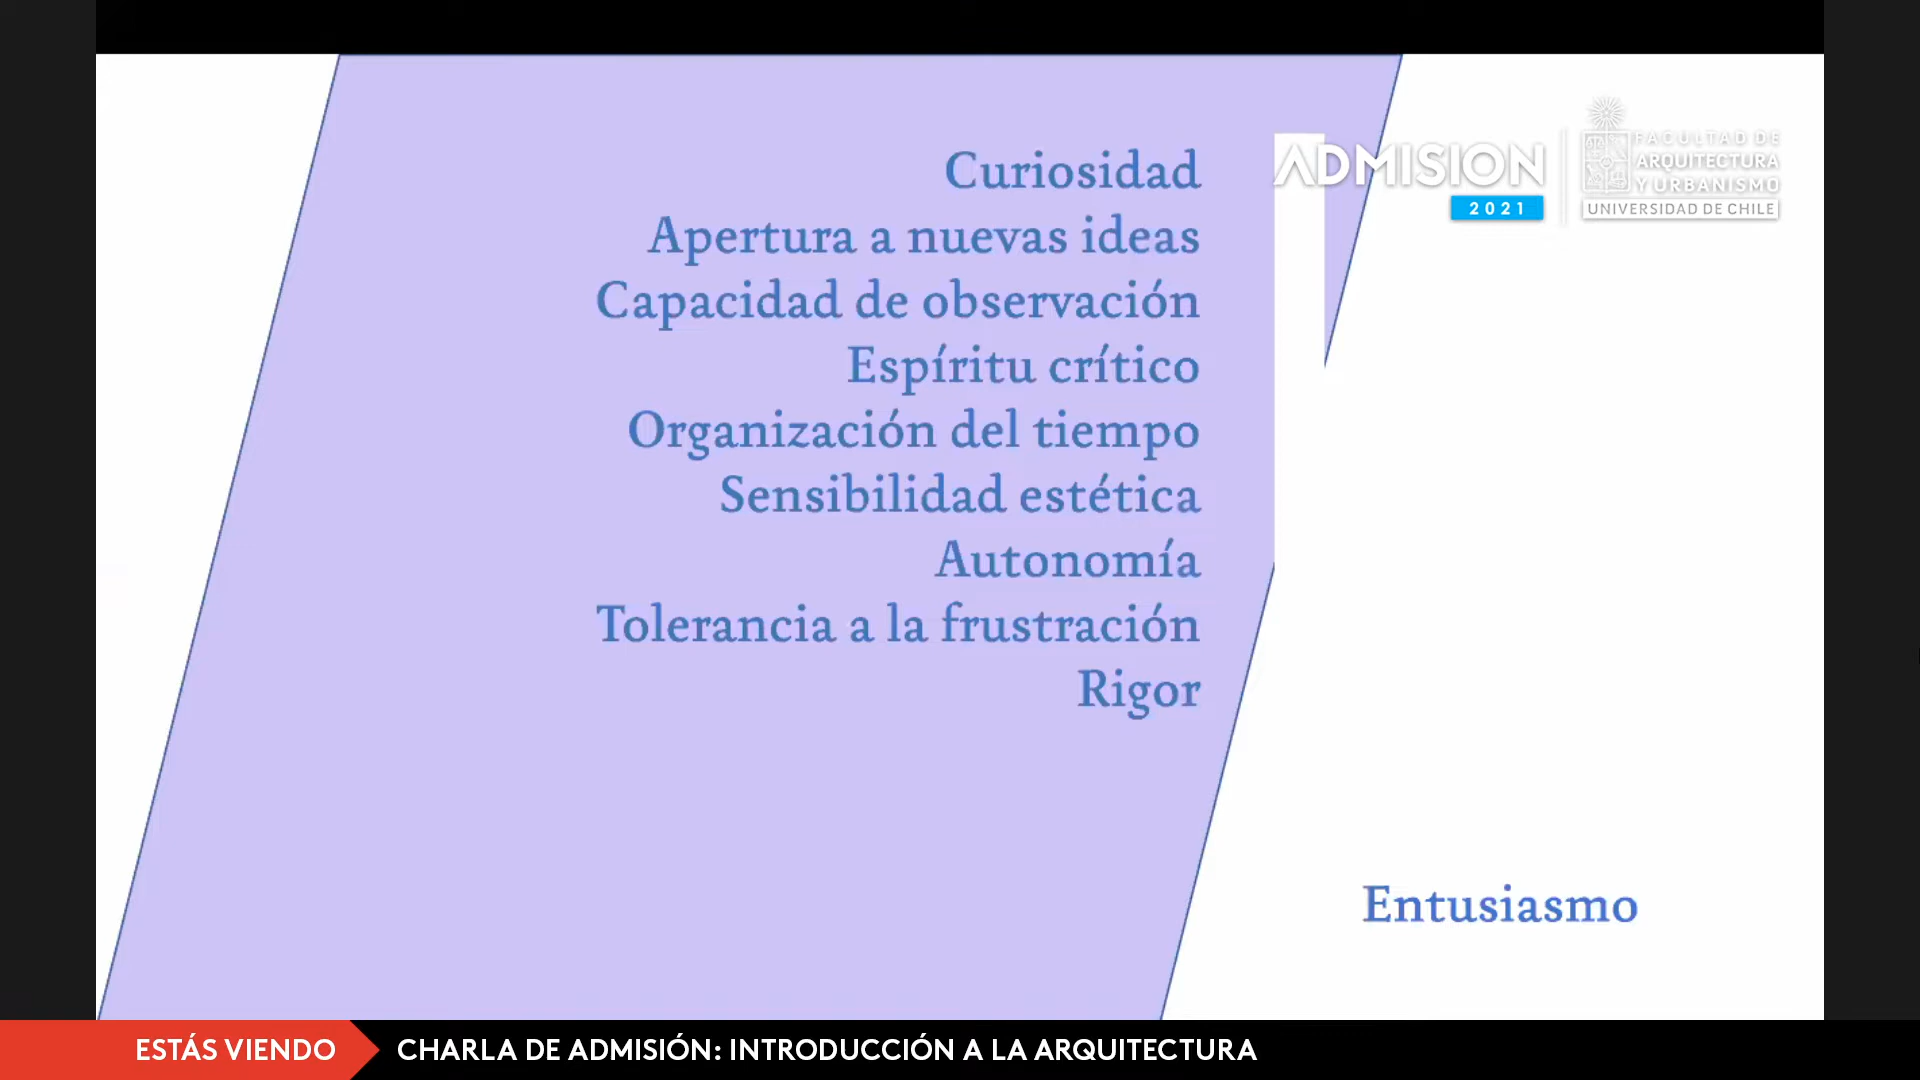 Curiosidad
Apertura a nuevas ideas
Capacidad de observación
Espíritu crítico
Organización del tiempo
Sensibilidad estética
Autonomía
Tolerancia a la frustración
Rigor
Entusiasmo
ADMISION
2021
FACULTAD DE
ARQUITECTURA
Y URBANISMO
UNIVERSIDAD DE CHILE
ESTÁS VIENDO
CHARLA DE ADMISIÓN: INTRODUCCIÓN A LA ARQUITECTURA